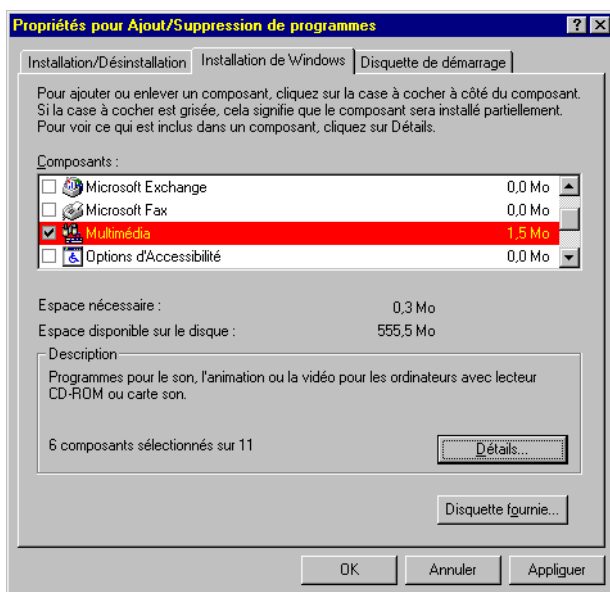 Propriétés pour Ajout/Suppression de programmes
Installation/Désinstallation Installation de Windows Disquette de démarrage
Pour ajouter ou enlever un composant, cliquez sur la case à cocher à côté du composant.
Si la case à cocher est grisée, cela signifie que le composant sera installé partiellement.
Pour voir ce qui est inclus dans un composant, cliquez sur Détails.
Composants :
Microsoft Exchange 0,0 Mo
Microsoft Fax 0,0 Mo
Multimédia 1,5 Mo
Options d'Accessibilité 0,0 Mo
Espace nécessaire : 0,3 Mo
Espace disponible sur le disque : 555,5 Mo
Description
Programmes pour le son, l'animation ou la vidéo pour les ordinateurs avec lecteur
CD-ROM ou carte son.
6 composants sélectionnés sur 11 Détails...
Disquette fournie...
OK Annuler Appliquer